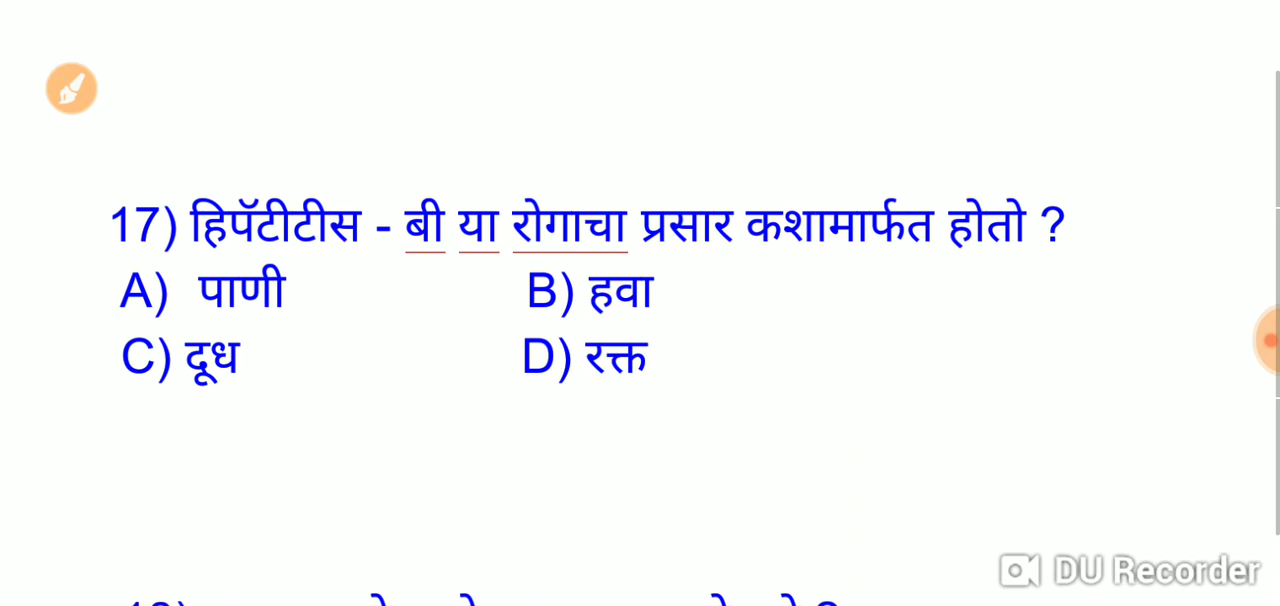 17) हिपॅटीटीस - बी या रोगाचा प्रसार कशामार्फत होतो ?
A) पाणी B) हवा
C) दूध D) रक्त
DU Recorder